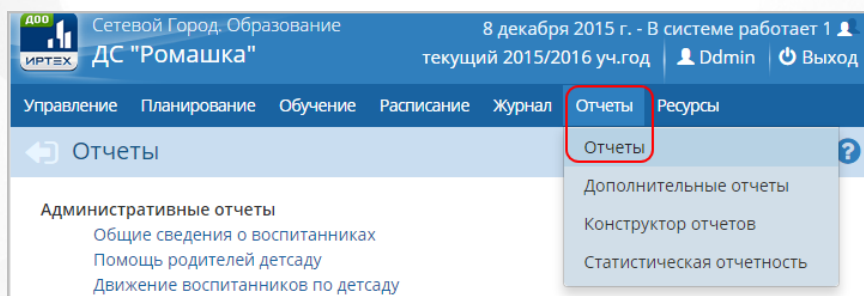 ДОО
ИРТЕХ
Сетевой Город. Образование
ДС "Ромашка"
8 декабря 2015 г. - В системе работает 1
текущий 2015/2016 уч.год Ddmin Выход
Управление Планирование Обучение Расписание Журнал Отчеты Ресурсы
Отчеты ?
Отчеты
Дополнительные отчеты
Конструктор отчетов
Статистическая отчетность
Административные отчеты
Общие сведения о воспитанниках
Помощь родителей детсаду
Движение воспитанников по детсаду